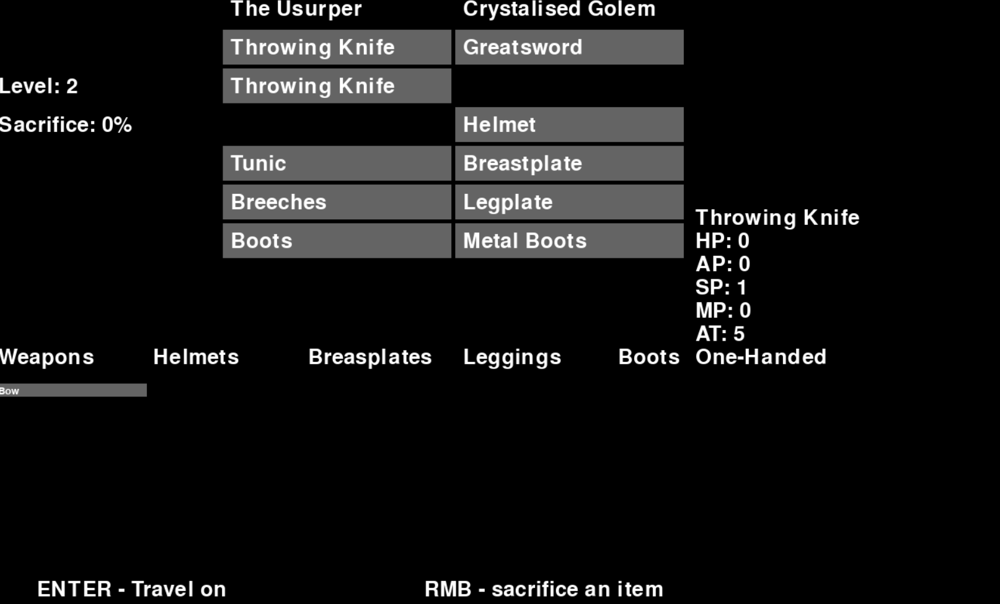 The Usurper Crystalised Golem
Throwing Knife Greatsword
Level: 2 Throwing Knife
Sacrifice: 0% Helmet
Tunic Breastplate
Breeches Legplate
Throwing Knife
Boots Metal Boots HP: 0
AP: 0
SP: 1
MP: 0
AT: 5
Weapons Helmets Breasplates Leggings Boots One-Handed
Bow
ENTER - Travel on RMB - sacrifice an item